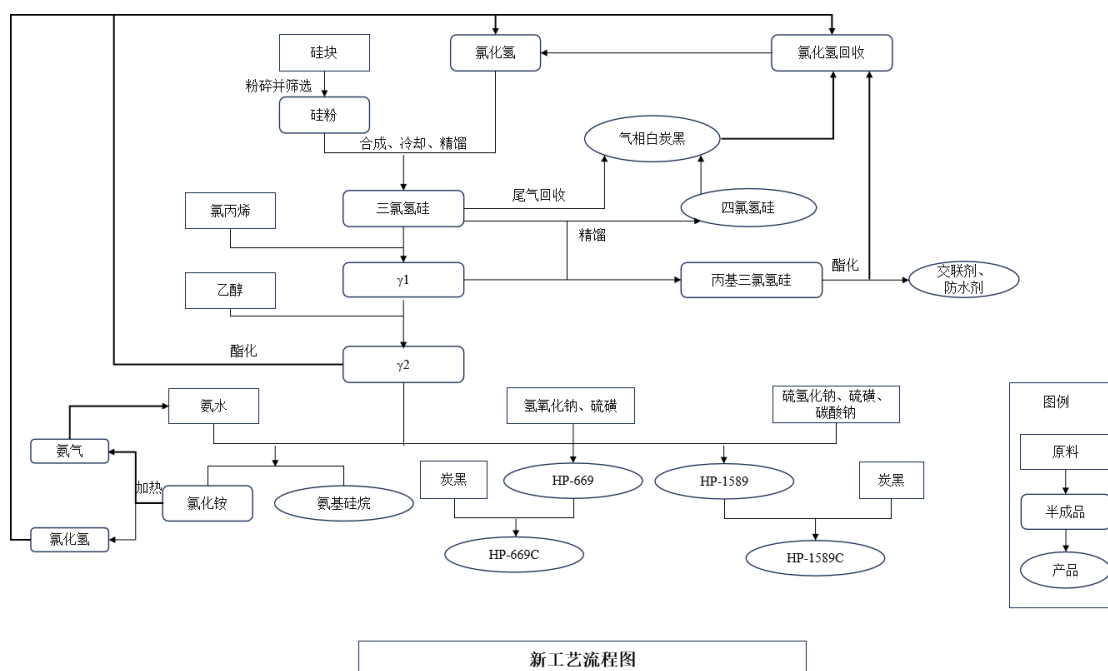 硅块
氯化氢
氯化氢回收
粉碎并筛选
硅粉
合成、冷却、精馏
气相白炭黑
尾气回收
氯丙烯
三氯氢硅
四氯氢硅
精馏
γ1
丙基三氯氢硅
酯化
交联剂、
防水剂
乙醇
酯化
γ2
氨水
氢氧化钠、硫磺
硫氢化钠、硫磺、
碳酸钠
图例
氨气
原料
加热
氯化铵
氨基硅烷
炭黑
HP-669
HP-1589
炭黑
半成品
氯化氢
HP-669C
HP-1589C
产品
新工艺流程图